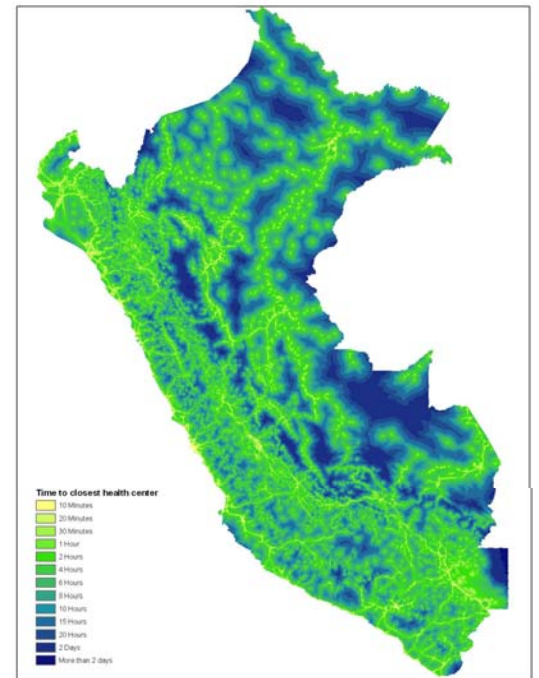 Time to closest health center
10 Minutes
20 Minutes
30 Minutes
1 Hour
2 Hours
4 Hours
6 Hours
8 Hours
10 Hours
15 Hours
20 Hours
2 Days
More than 2 days